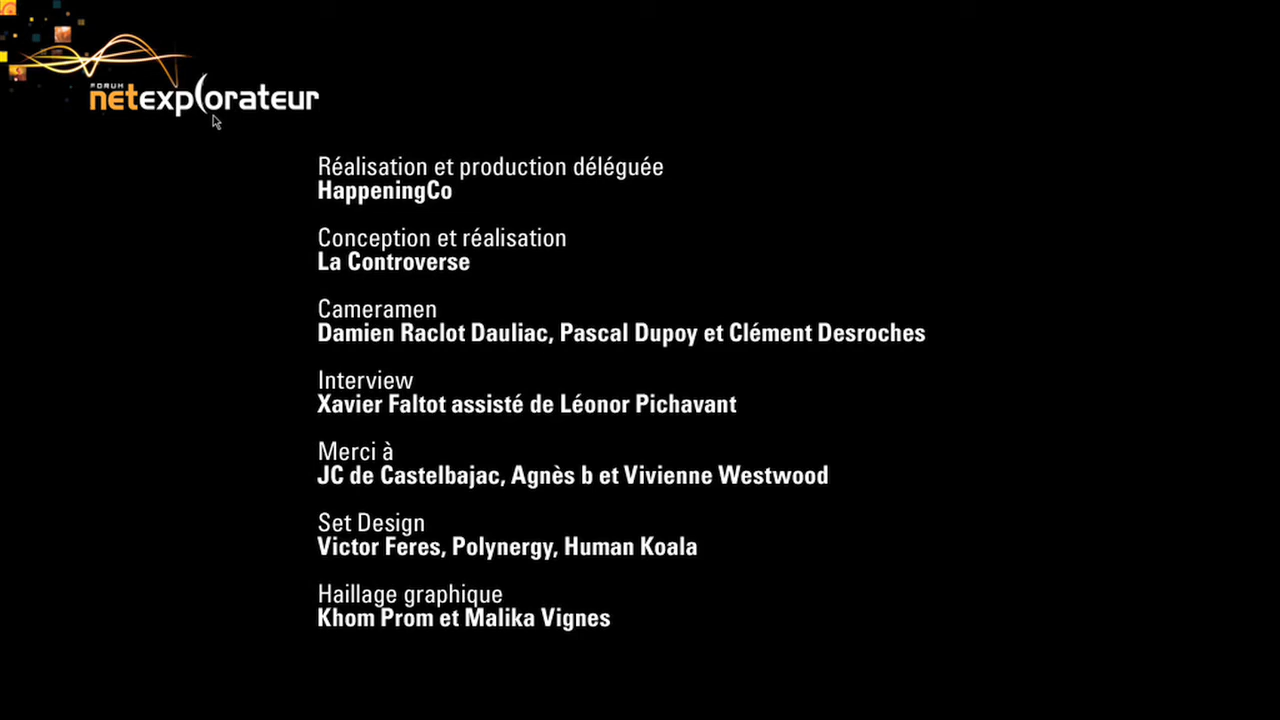 FORUM
netexplorateur
Réalisation et production déléguée
HappeningCo
Conception et réalisation
La Controverse
Cameramen
Damien Raclot Dauliac, Pascal Dupoy et Clément Desroches
Interview
Xavier Faltot assisté de Léonor Pichavant
Merci à
JC de Castelbajac, Agnès b et Vivienne Westwood
Set Design
Victor Feres, Polynergy, Human Koala
Haillage graphique
Khom Prom et Malika Vignes